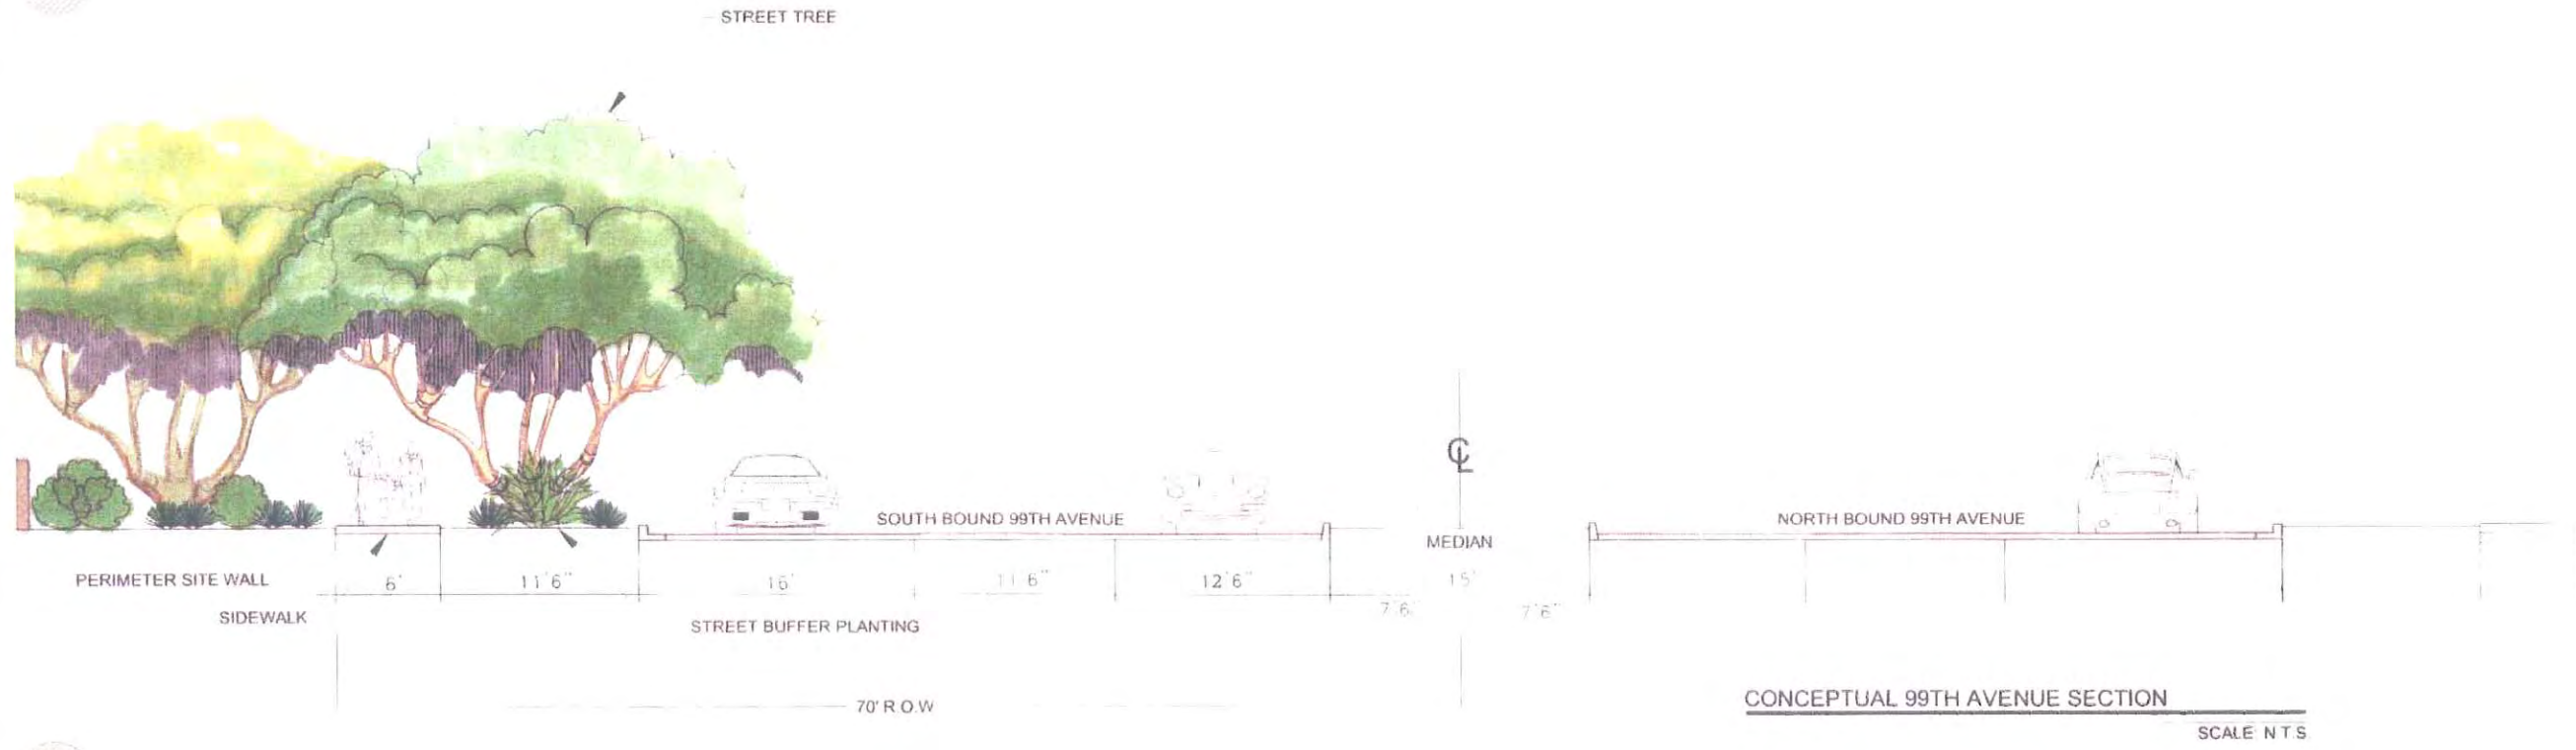 STREET TREE
SOUTH BOUND 99TH AVENUE
NORTH BOUND 99TH AVENUE
MEDIAN
PERIMETER SITE WALL
6'
11'6"
16'
11'6"
12'6"
15'
7'6"
7'6"
SIDEWALK
STREET BUFFER PLANTING
70' R.O.W
CONCEPTUAL 99TH AVENUE SECTION
SCALE: N.T.S.